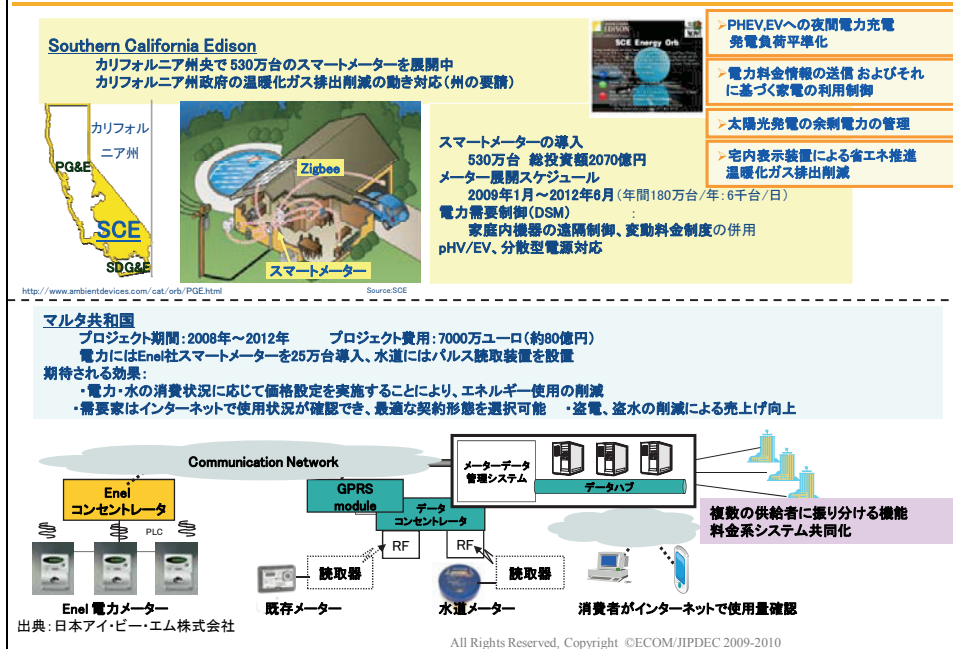 Southern California Edison
カリフォルニア州央で530万台のスマートメーターを展開中
カリフォルニア州政府の温暖化ガス排出削減の動き対応(州の要請)
EDISON
SCE Energy Orb
➢PHEV,EVへの夜間電力充電
発電負荷平準化
➢電力料金情報の送信 およびそれ
に基づく家電の利用制御
➢太陽光発電の余剰電力の管理
➢宅内表示装置による省エネ推進
温暖化ガス排出削減
カリフォル
ニア州
PG&E
SCE
SDG&E
Zigbee
スマートメーター
スマートメーターの導入
530万台 総投資額2070億円
メーター展開スケジュール
2009年1月～2012年6月(年間180万台/年:6千台/日)
電力需要制御(DSM) :
家庭内機器の遠隔制御、変動料金制度の併用
pHV/EV、分散型電源対応
http://www.ambientdevices.com/cat/orb/PGE.html
Source:SCE
マルタ共和国
プロジェクト期間:2008年～2012年 プロジェクト費用:7000万ユーロ(約80億円)
電力にはEnel社スマートメーターを25万台導入、水道にはパルス読取装置を設置
期待される効果:
・電力・水の消費状況に応じて価格設定を実施することにより、エネルギー使用の削減
・需要家はインターネットで使用状況が確認でき、最適な契約形態を選択可能 ・盗電、盗水の削減による売上げ向上
Communication Network
メーターデータ
管理システム
データハブ
Enel
コンセントレータ
GPRS
module
データ
コンセントレータ
PLC
RF
RF
読取器
読取器
複数の供給者に振り分ける機能
料金系システム共同化
Enel 電力メーター
既存メーター
水道メーター
消費者がインターネットで使用量確認
出典:日本アイ・ビー・エム株式会社
All Rights Reserved, Copyright ©ECOM/JIPDEC 2009-2010